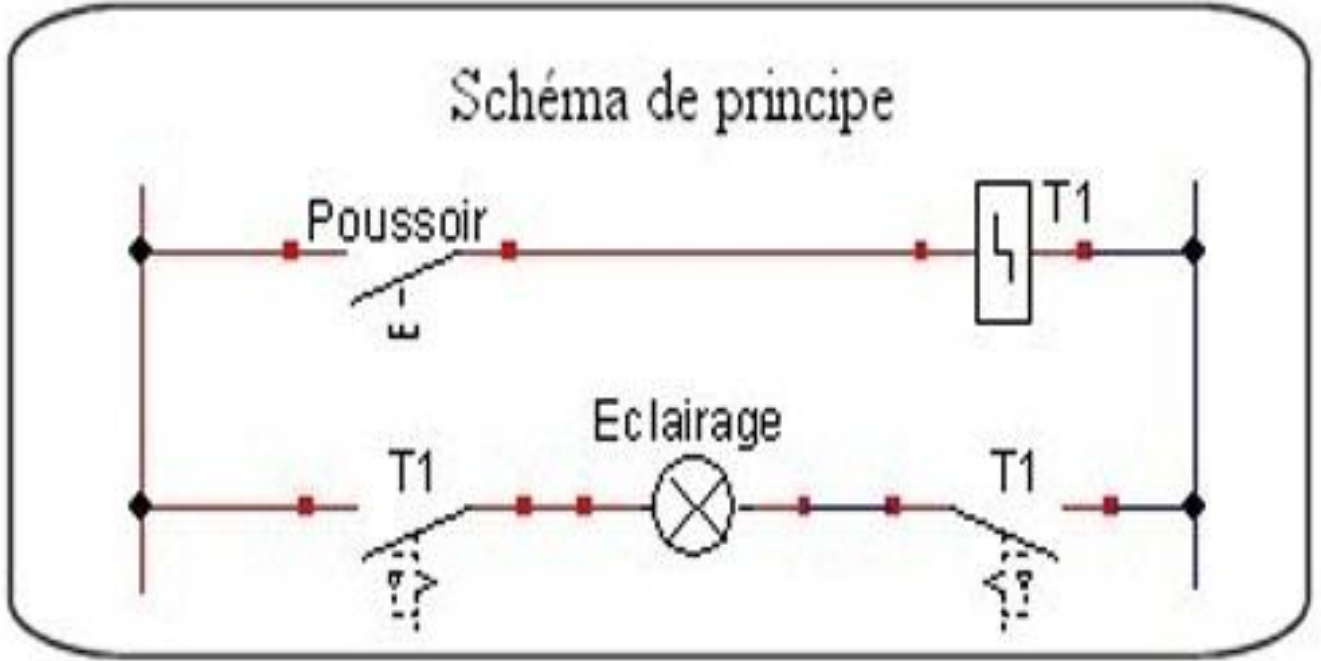 Schéma de principe
Poussoir
T1
Eclairage
T1
T1